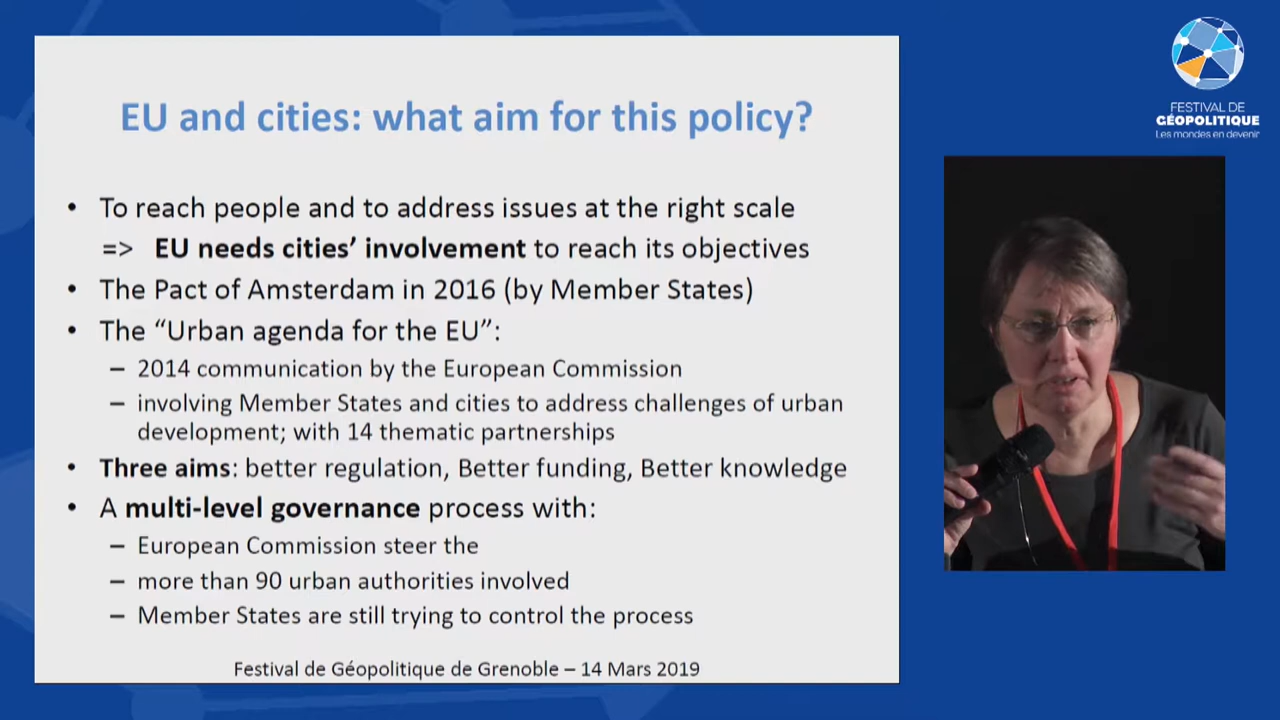 EU and cities: what aim for this policy?
• To reach people and to address issues at the right scale
=> EU needs cities’ involvement to reach its objectives
• The Pact of Amsterdam in 2016 (by Member States)
• The “Urban agenda for the EU”:
– 2014 communication by the European Commission
– involving Member States and cities to address challenges of urban
development; with 14 thematic partnerships
• Three aims: better regulation, Better funding, Better knowledge
• A multi-level governance process with:
– European Commission steer the
– more than 90 urban authorities involved
– Member States are still trying to control the process
Festival de Géopolitique de Grenoble – 14 Mars 2019
FESTIVAL DE
GÉOPOLITIQUE
Les mondes en devenir